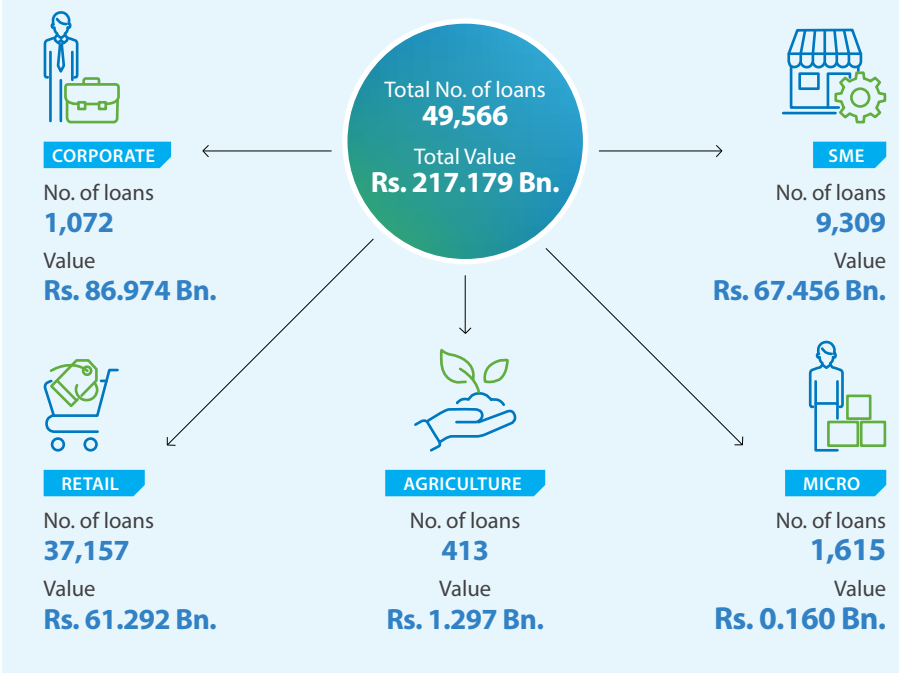 Total No. of loans
49,566
Total Value
Rs. 217.179 Bn.
CORPORATE
No. of loans
1,072
Value
Rs. 86.974 Bn.
SME
No. of loans
9,309
Value
Rs. 67.456 Bn.
RETAIL
No. of loans
37,157
Value
Rs. 61.292 Bn.
AGRICULTURE
No. of loans
413
Value
Rs. 1.297 Bn.
MICRO
No. of loans
1,615
Value
Rs. 0.160 Bn.